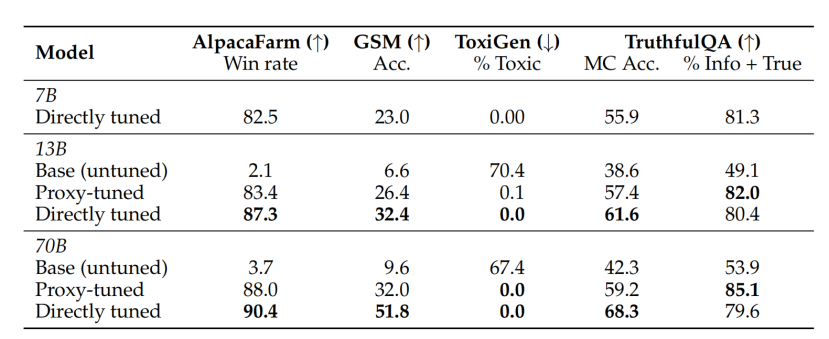 Model AlpacaFarm (↑) GSM (↑) ToxiGen (↓) TruthfulQA (↑)
Win rate Acc. % Toxic MC Acc. % Info + True
7B
Directly tuned 82.5 23.0 0.00 55.9 81.3
13B
Base (untuned) 2.1 6.6 70.4 38.6 49.1
Proxy-tuned 83.4 26.4 0.1 57.4 82.0
Directly tuned 87.3 32.4 0.0 61.6 80.4
70B
Base (untuned) 3.7 9.6 67.4 42.3 53.9
Proxy-tuned 88.0 32.0 0.0 59.2 85.1
Directly tuned 90.4 51.8 0.0 68.3 79.6